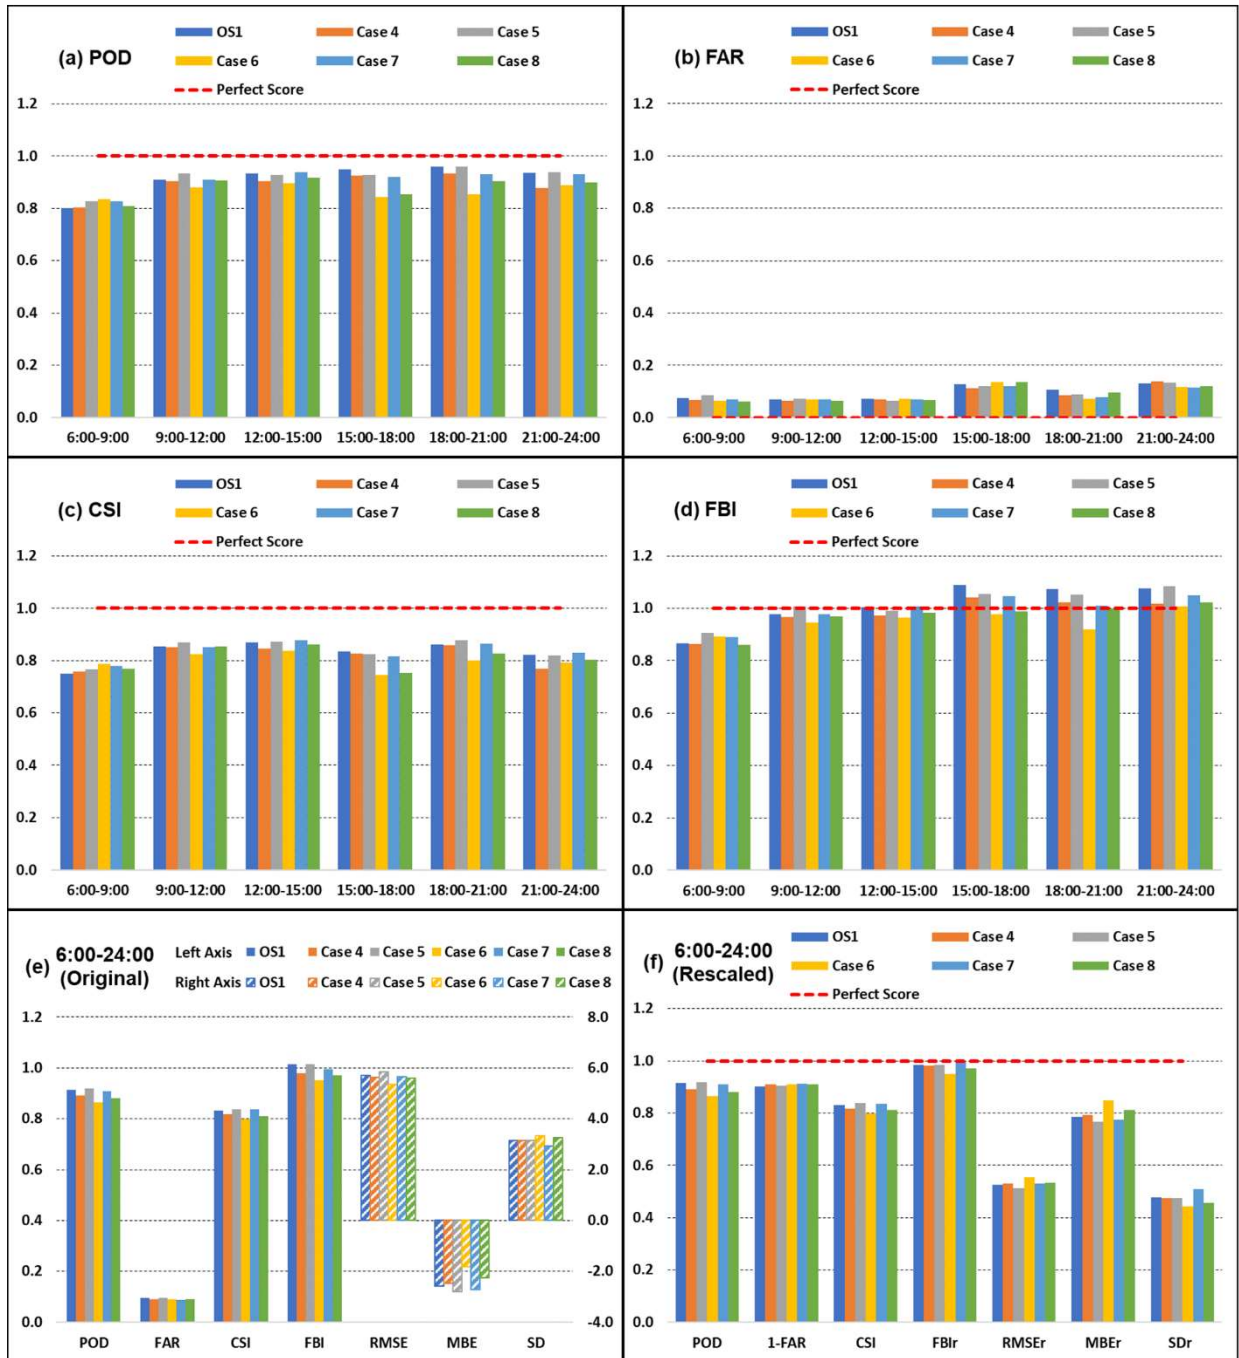 (a) POD
OS1 Case 4 Case 5
Case 6 Case 7 Case 8
Perfect Score
1.2
1.0
0.8
0.6
0.4
0.2
0.0
6:00-9:00 9:00-12:00 12:00-15:00 15:00-18:00 18:00-21:00 21:00-24:00
(b) FAR
OS1 Case 4 Case 5
Case 6 Case 7 Case 8
Perfect Score
1.2
1.0
0.8
0.6
0.4
0.2
0.0
6:00-9:00 9:00-12:00 12:00-15:00 15:00-18:00 18:00-21:00 21:00-24:00
(c) CSI
OS1 Case 4 Case 5
Case 6 Case 7 Case 8
Perfect Score
1.2
1.0
0.8
0.6
0.4
0.2
0.0
6:00-9:00 9:00-12:00 12:00-15:00 15:00-18:00 18:00-21:00 21:00-24:00
(d) FBI
OS1 Case 4 Case 5
Case 6 Case 7 Case 8
Perfect Score
1.2
1.0
0.8
0.6
0.4
0.2
0.0
6:00-9:00 9:00-12:00 12:00-15:00 15:00-18:00 18:00-21:00 21:00-24:00
(e) 6:00-24:00
(Original)
Left Axis OS1 Case 4 Case 5 Case 6 Case 7 Case 8
Right Axis OS1 Case 4 Case 5 Case 6 Case 7 Case 8
1.2 8.0
1.0 6.0
0.8 4.0
0.6 2.0
0.4 0.0
0.2 -2.0
0.0 -4.0
POD FAR CSI FBI RMSE MBE SD
(f) 6:00-24:00
(Rescaled)
OS1 Case 4 Case 5
Case 6 Case 7 Case 8
Perfect Score
1.2
1.0
0.8
0.6
0.4
0.2
0.0
POD 1-FAR CSI FBIr RMSEr MBEr SDr